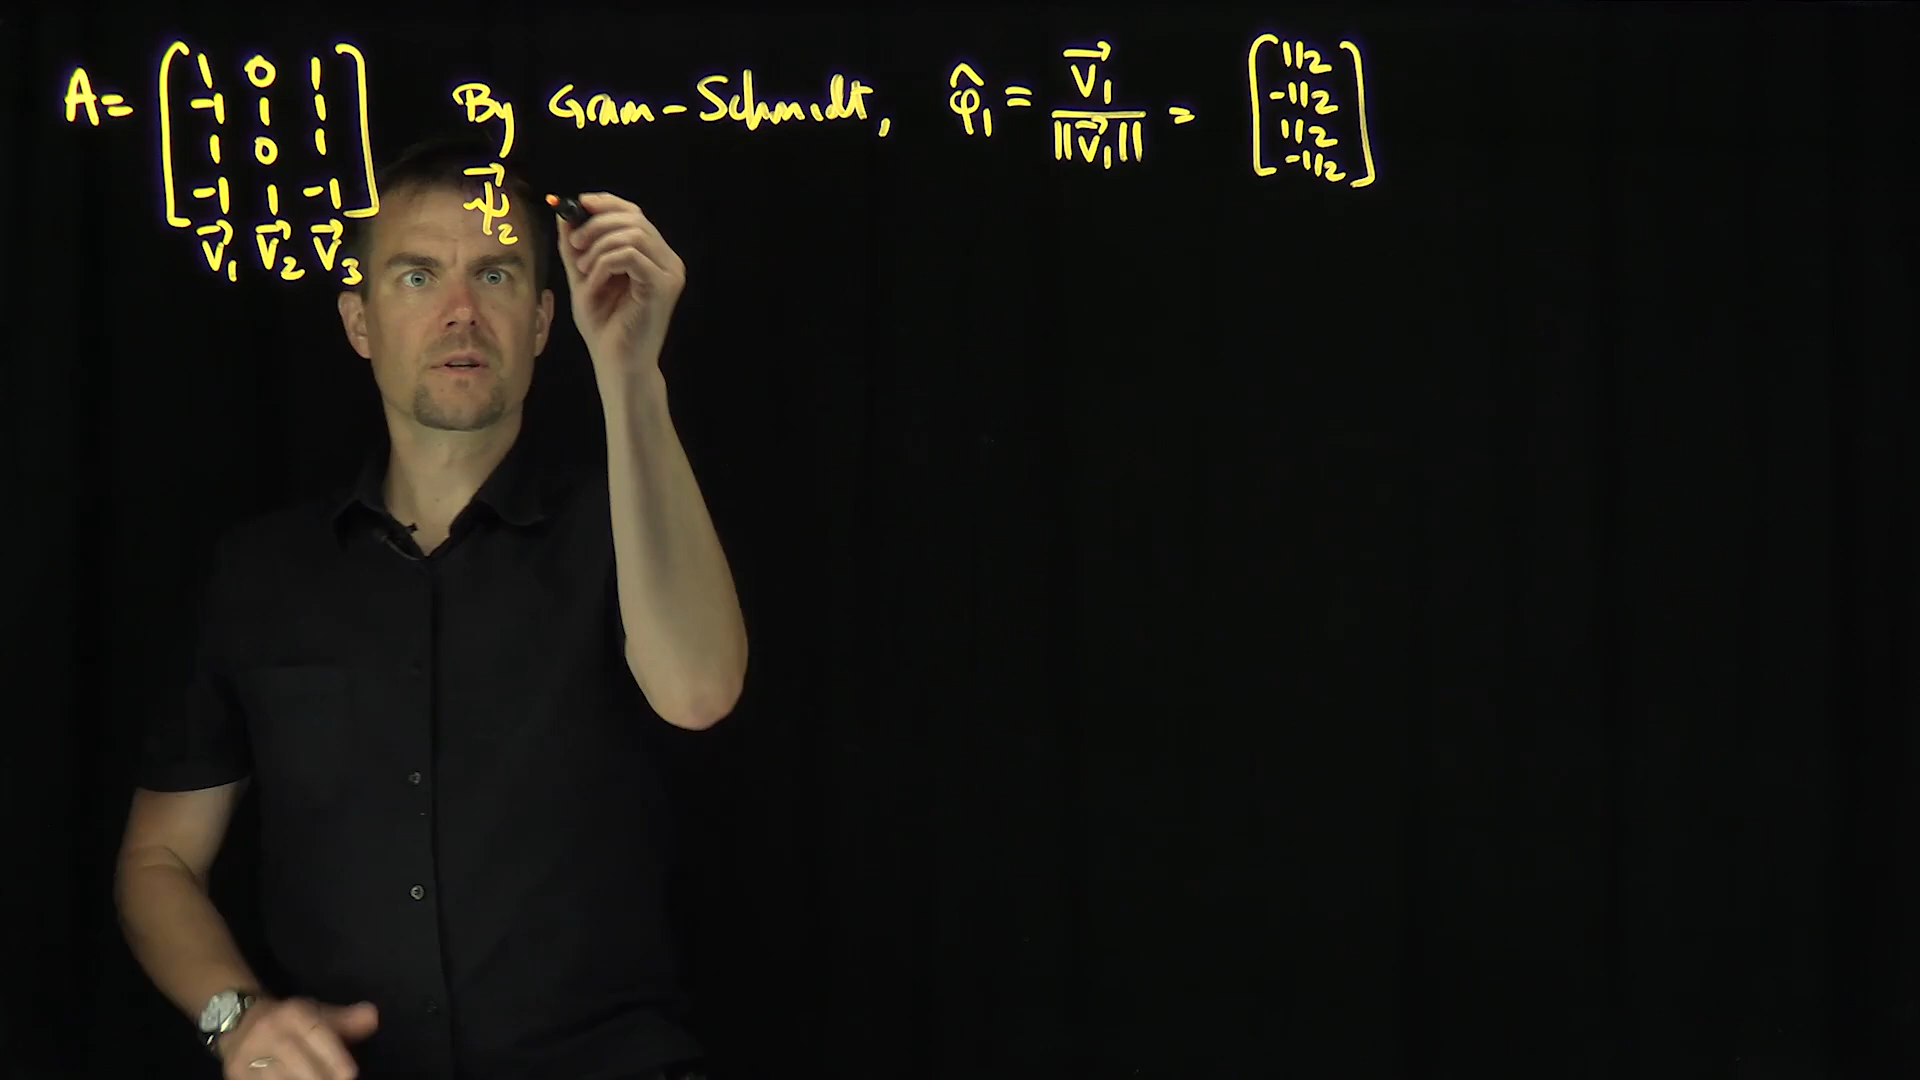 A = [1 0 1; -1 1 1; 1 0 1; -1 1 -1] By Gram-Schmidt, φ̂₁ = v⃗₁ / ||v⃗₁|| = [1/2; -1/2; 1/2; -1/2]
v⃗₁ v⃗₂ v⃗₃
ψ⃗₂